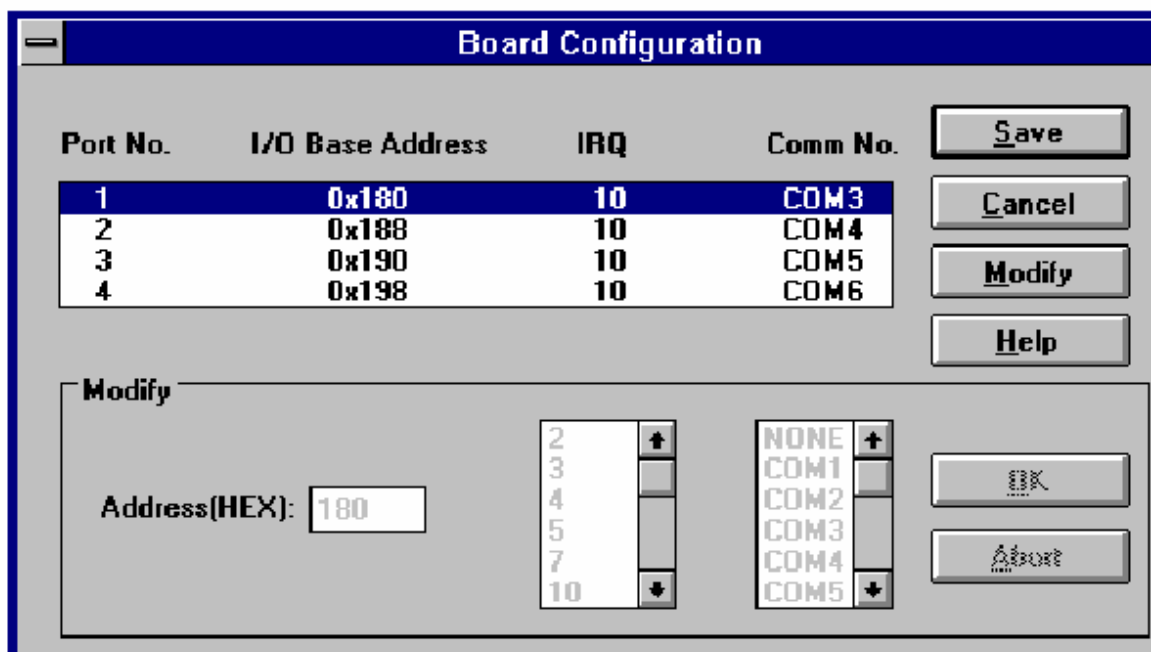 Board Configuration
Port No. I/O Base Address IRQ Comm No.
1 0x180 10 COM3
2 0x188 10 COM4
3 0x190 10 COM5
4 0x198 10 COM6
Save
Cancel
Modify
Help
Modify
Address(HEX): 180
2
3
4
5
7
10
NONE
COM1
COM2
COM3
COM4
COM5
OK
Abort